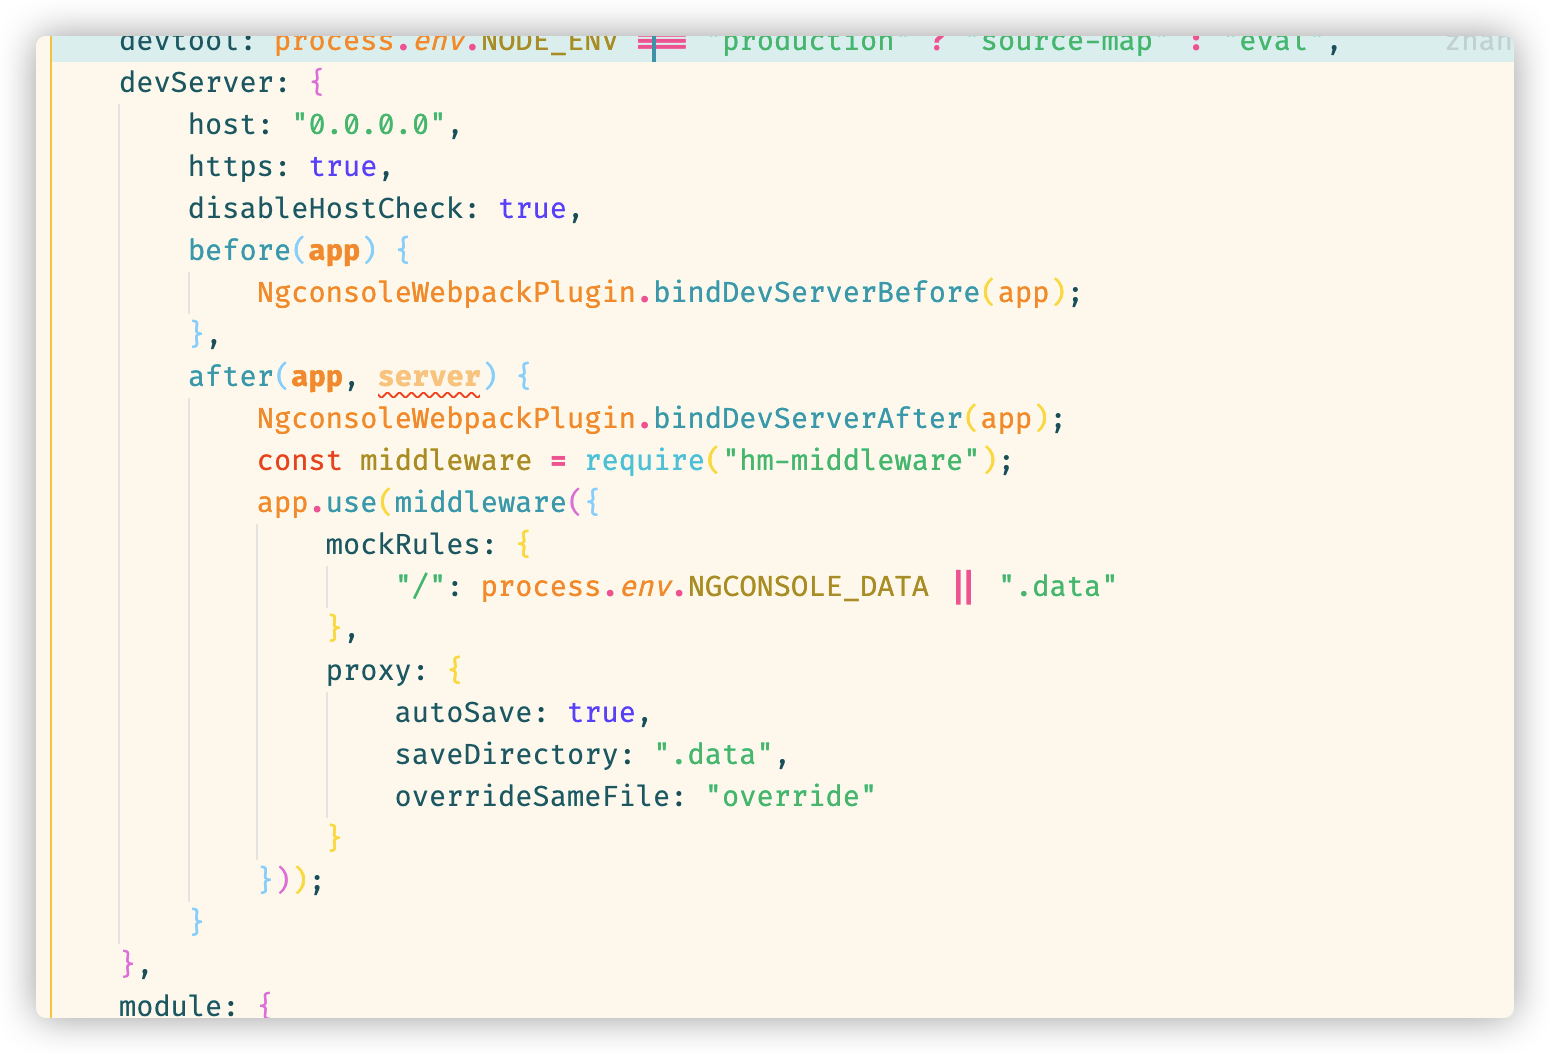 devtool: process.env.NODE_ENV === "production" ? "source-map" : "eval", zhan
devServer: {
host: "0.0.0.0",
https: true,
disableHostCheck: true,
before(app) {
NgconsoleWebpackPlugin.bindDevServerBefore(app);
},
after(app, server) {
NgconsoleWebpackPlugin.bindDevServerAfter(app);
const middleware = require("hm-middleware");
app.use(middleware({
mockRules: {
"/": process.env.NGCONSOLE_DATA || ".data"
},
proxy: {
autoSave: true,
saveDirectory: ".data",
overrideSameFile: "override"
}
}));
}
},
module: {